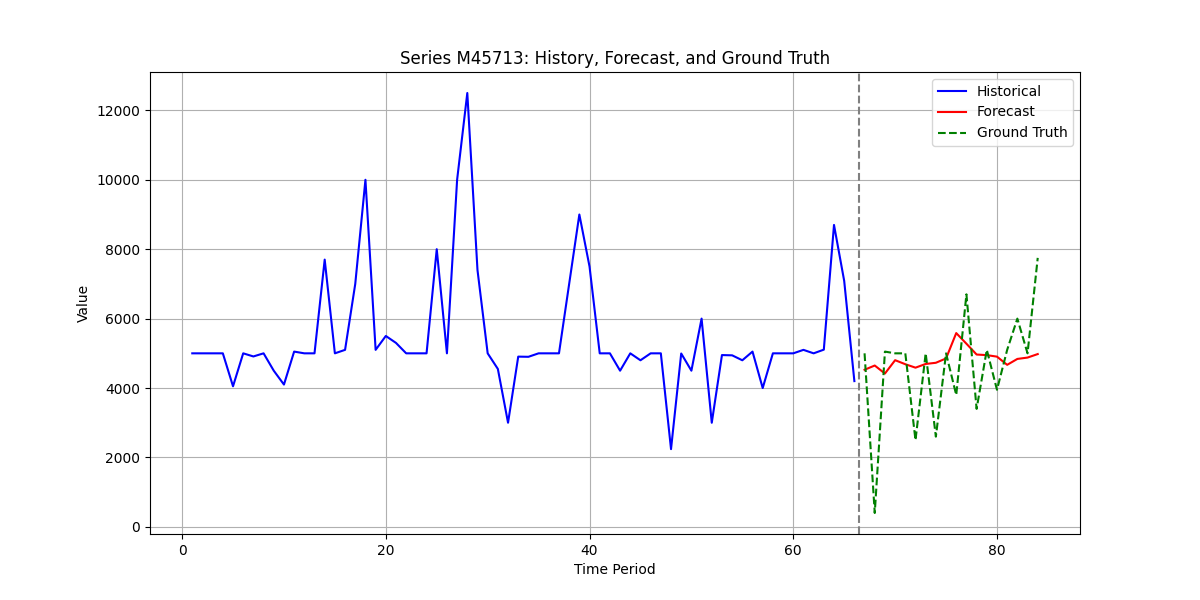 Series M45713: History, Forecast, and Ground Truth
Historical
Forecast
Ground Truth
Value
12000
10000
8000
6000
4000
2000
0
0 20 40 60 80
Time Period